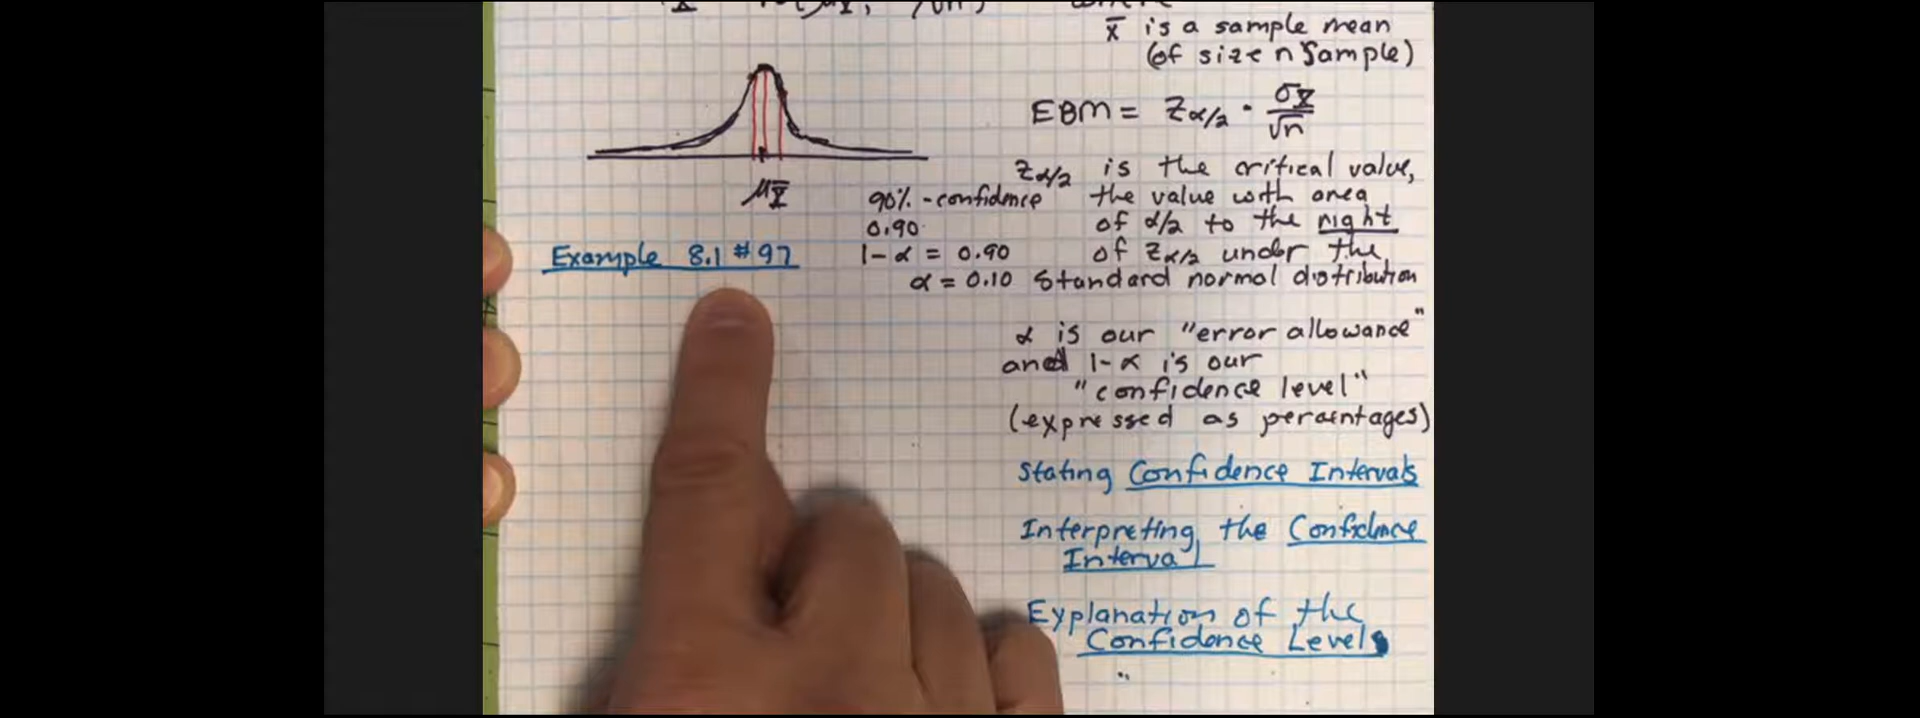 x̄ is a sample mean
(of size n sample)
EBM = Zα/2 · σX/√n
μX̄
Zα/2 is the critical value,
90% - confidence the value with area
0.90 of α/2 to the right
Example 8.1 #97
1 - α = 0.90 of Zα/2 under the
α = 0.10 standard normal distribution
α is our "error allowance"
and 1 - α is our
"confidence level"
(expressed as percentages)
Stating Confidence Intervals
Interpreting the Confidence
Interval
Explanation of the
Confidence Level